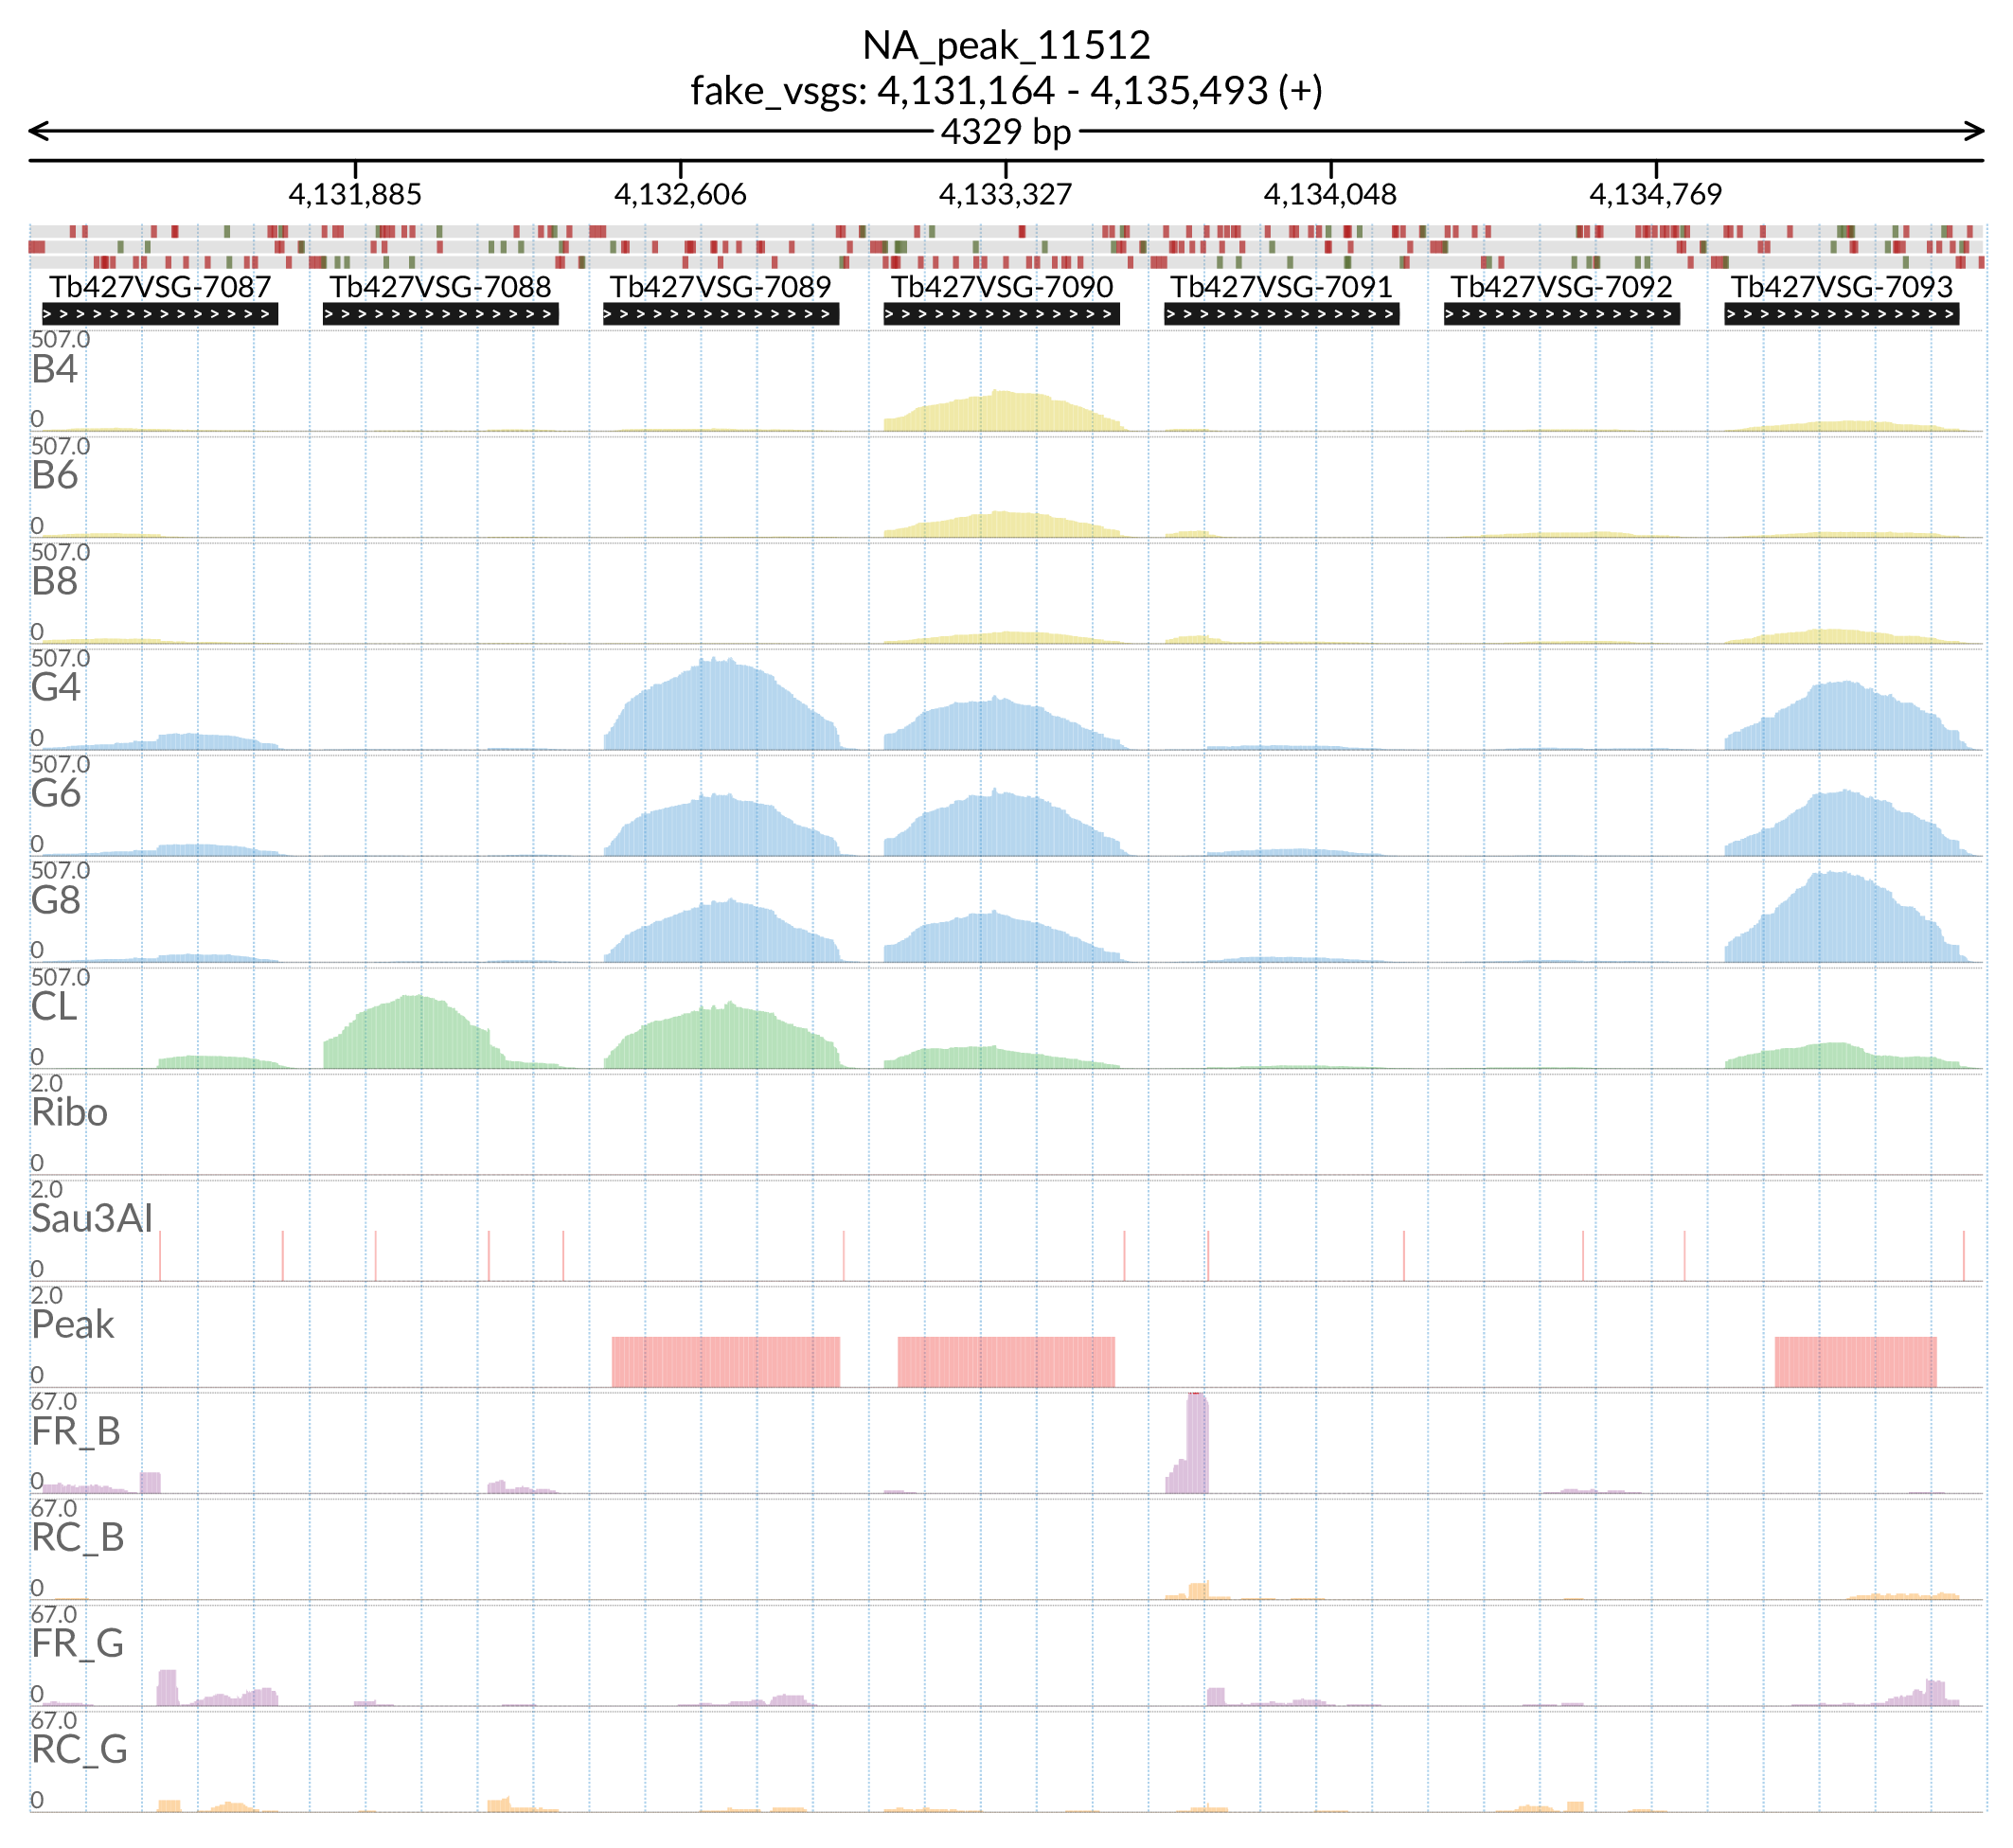 NA_peak_11512
fake_vsgs: 4,131,164 - 4,135,493 (+)
4329 bp
4,131,885 4,132,606 4,133,327 4,134,048 4,134,769
Tb427VSG-7087 Tb427VSG-7088 Tb427VSG-7089 Tb427VSG-7090 Tb427VSG-7091 Tb427VSG-7092 Tb427VSG-7093
507.0
B4
0
507.0
B6
0
507.0
B8
0
507.0
G4
0
507.0
G6
0
507.0
G8
0
507.0
CL
0
2.0
Ribo
0
2.0
Sau3AI
0
2.0
Peak
0
67.0
FR_B
0
67.0
RC_B
0
67.0
FR_G
0
67.0
RC_G
0